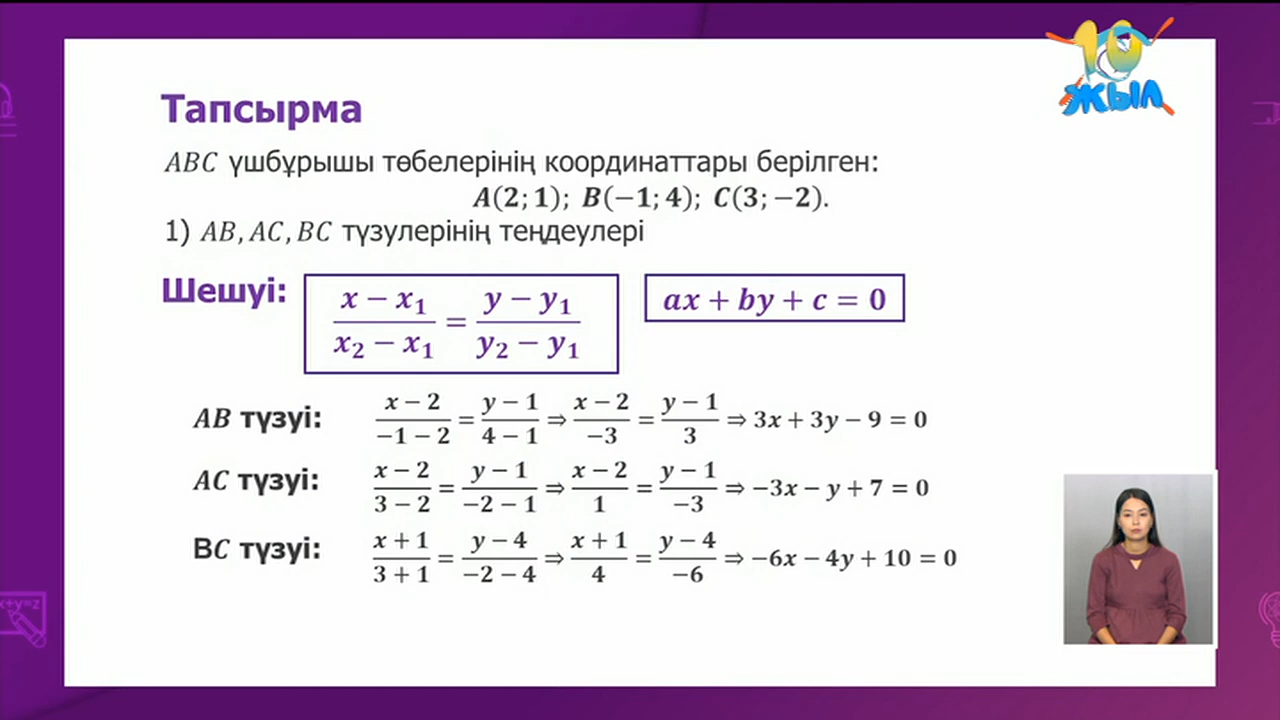 10
ЖЫЛ
Тапсырма
ABC үшбұрышы төбелерінің координаттары берілген:
A(2; 1); B(−1; 4); C(3; −2).
1) AB, AC, BC түзулерінің теңдеулері
Шешуі: (x − x₁)/(x₂ − x₁) = (y − y₁)/(y₂ − y₁) ax + by + c = 0
AB түзуі: (x − 2)/(−1 − 2) = (y − 1)/(4 − 1) ⇒ (x − 2)/(−3) = (y − 1)/3 ⇒ 3x + 3y − 9 = 0
AC түзуі: (x − 2)/(3 − 2) = (y − 1)/(−2 − 1) ⇒ (x − 2)/1 = (y − 1)/(−3) ⇒ −3x − y + 7 = 0
BC түзуі: (x + 1)/(3 + 1) = (y − 4)/(−2 − 4) ⇒ (x + 1)/4 = (y − 4)/(−6) ⇒ −6x − 4y + 10 = 0
x+y=z